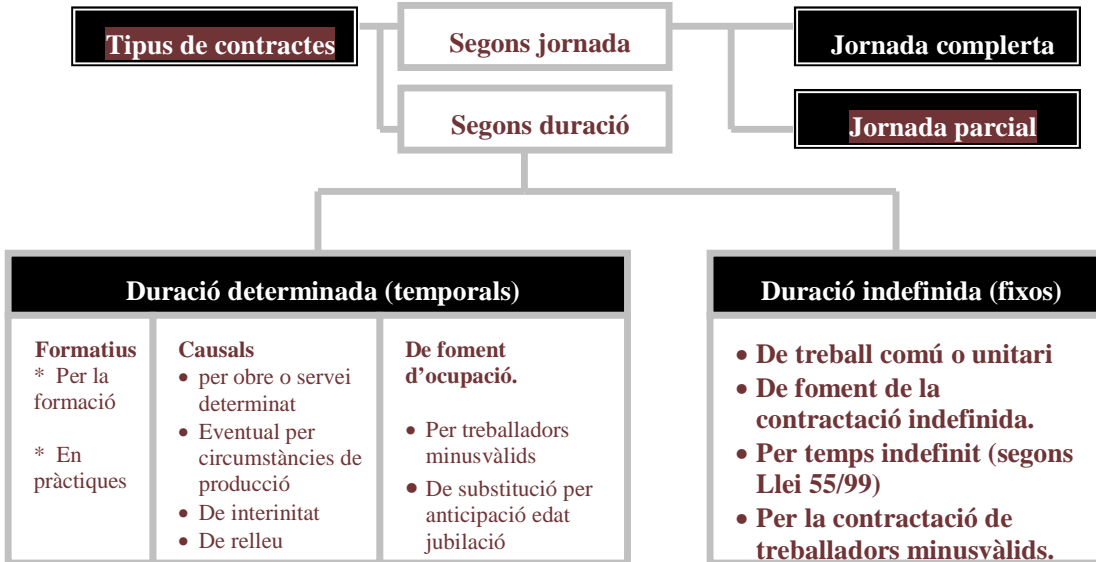 Tipus de contractes
Segons jornada
Jornada complerta
Segons duració
Jornada parcial
Duració determinada (temporals)
Formatius
* Per la
formació
* En
pràctiques
Causals
• per obre o servei
determinat
• Eventual per
circumstàncies de
producció
• De interinitat
• De relleu
De foment
d’ocupació.
• Per treballadors
minusvàlids
• De substitució per
anticipació edat
jubilació
Duració indefinida (fixos)
• De treball comú o unitari
• De foment de la
contractació indefinida.
• Per temps indefinit (segons
Llei 55/99)
• Per la contractació de
treballadors minusvàlids.